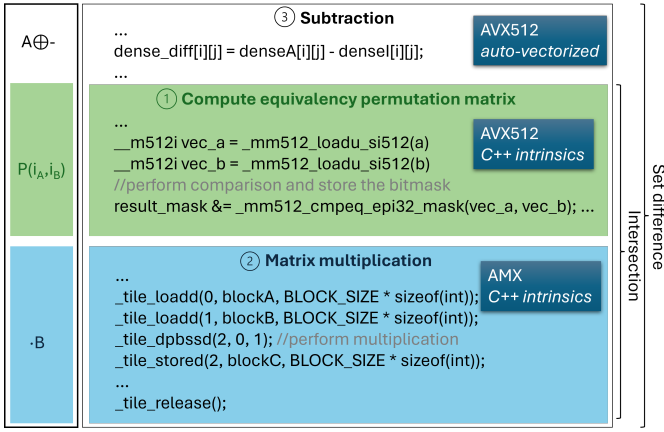 ③ Subtraction
...
A⊕-
dense_diff[i][j] = denseA[i][j] - denseI[i][j];
...
AVX512
auto-vectorized
① Compute equivalency permutation matrix
...
P(iA,iB)
__m512i vec_a = _mm512_loadu_si512(a)
__m512i vec_b = _mm512_loadu_si512(b)
//perform comparison and store the bitmask
result_mask &= _mm512_cmpeq_epi32_mask(vec_a, vec_b); ...
AVX512
C++ intrinsics
② Matrix multiplication
...
·B
_tile_loadd(0, blockA, BLOCK_SIZE * sizeof(int));
_tile_loadd(1, blockB, BLOCK_SIZE * sizeof(int));
_tile_dpbssd(2, 0, 1); //perform multiplication
_tile_stored(2, blockC, BLOCK_SIZE * sizeof(int));
...
_tile_release();
AMX
C++ intrinsics
Intersection
Set difference